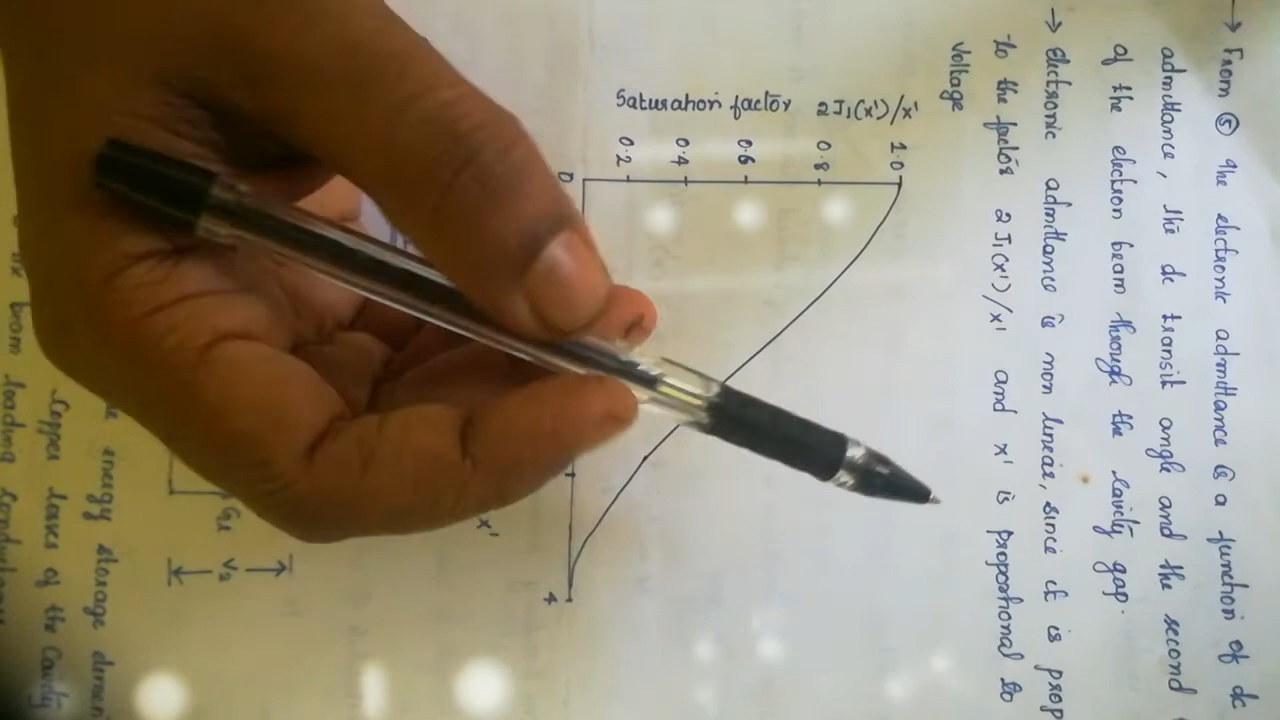 → From ⑤ the electronic admittance is a function of dc
admittance, the dc transit angle and the second
of the electron beam through the cavity gap.
→ Electronic admittance is non linear, since it is prop
to the factor 2J₁(x')/x' and x' is proportional to
Voltage
Saturation factor 2J₁(x')/x'
1.0
0.8
0.6
0.4
0.2
0
4
x'
V₂
energy storage elemen
Copper losses of the Cavity
beam loading conductance